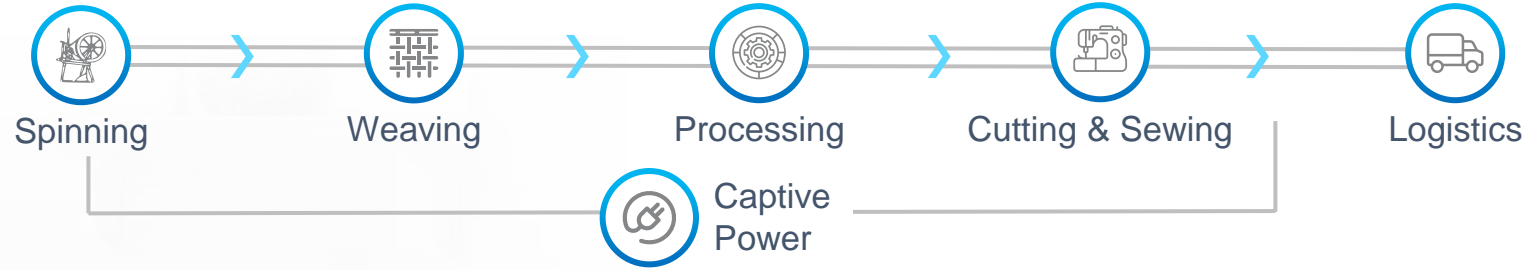 Spinning
Weaving
Processing
Cutting & Sewing
Logistics
Captive
Power